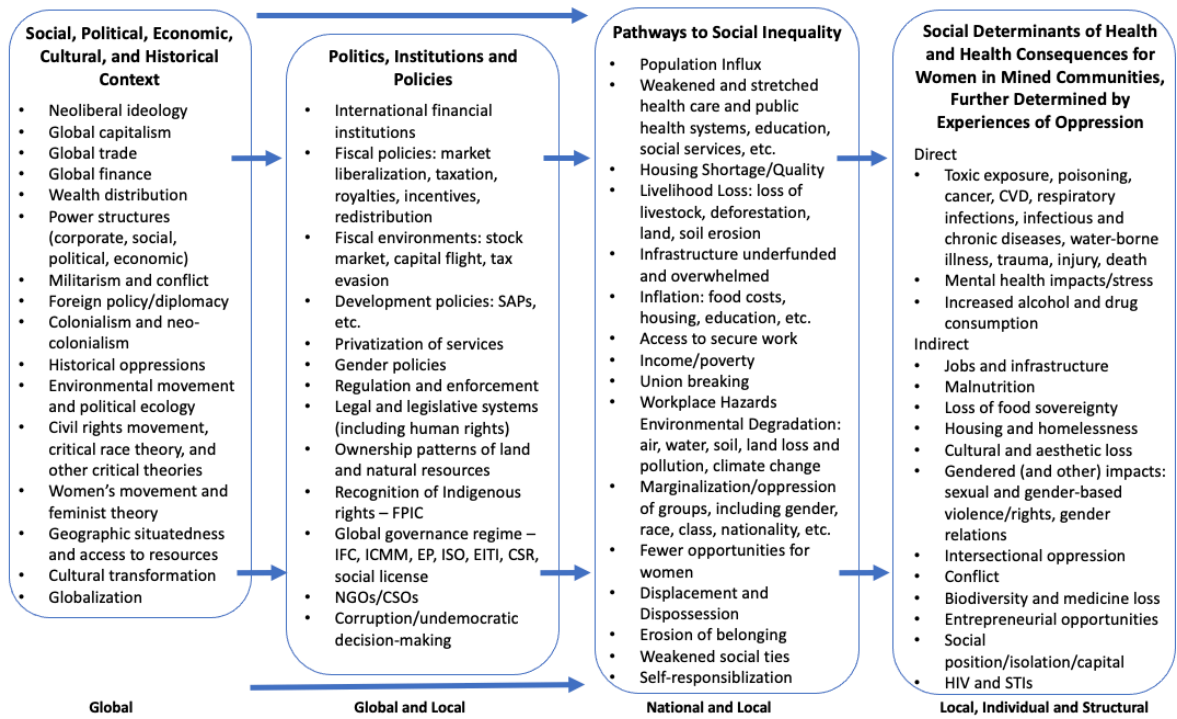 Social, Political, Economic,
Cultural, and Historical
Context
• Neoliberal ideology
• Global capitalism
• Global trade
• Global finance
• Wealth distribution
• Power structures
(corporate, social,
political, economic)
• Militarism and conflict
• Foreign policy/diplomacy
• Colonialism and neo-
colonialism
• Historical oppressions
• Environmental movement
and political ecology
• Civil rights movement,
critical race theory, and
other critical theories
• Women's movement and
feminist theory
• Geographic situatedness
and access to resources
• Cultural transformation
• Globalization
Global
Politics, Institutions and
Policies
• International financial
institutions
• Fiscal policies: market
liberalization, taxation,
royalties, incentives,
redistribution
• Fiscal environments: stock
market, capital flight, tax
evasion
• Development policies: SAPs,
etc.
• Privatization of services
• Gender policies
• Regulation and enforcement
• Legal and legislative systems
(including human rights)
• Ownership patterns of land
and natural resources
• Recognition of Indigenous
rights – FPIC
• Global governance regime –
IFC, ICMM, EP, ISO, EITI, CSR,
social license
• NGOs/CSOs
• Corruption/undemocratic
decision-making
Global and Local
Pathways to Social Inequality
• Population Influx
• Weakened and stretched
health care and public
health systems, education,
social services, etc.
• Housing Shortage/Quality
• Livelihood Loss: loss of
livestock, deforestation,
land, soil erosion
• Infrastructure underfunded
and overwhelmed
• Inflation: food costs,
housing, education, etc.
• Access to secure work
• Income/poverty
• Union breaking
• Workplace Hazards
Environmental Degradation:
air, water, soil, land loss and
pollution, climate change
• Marginalization/oppression
of groups, including gender,
race, class, nationality, etc.
• Fewer opportunities for
women
• Displacement and
Dispossession
• Erosion of belonging
• Weakened social ties
• Self-responsiblization
National and Local
Social Determinants of Health
and Health Consequences for
Women in Mined Communities,
Further Determined by
Experiences of Oppression
Direct
• Toxic exposure, poisoning,
cancer, CVD, respiratory
infections, infectious and
chronic diseases, water-borne
illness, trauma, injury, death
• Mental health impacts/stress
• Increased alcohol and drug
consumption
Indirect
• Jobs and infrastructure
• Malnutrition
• Loss of food sovereignty
• Housing and homelessness
• Cultural and aesthetic loss
• Gendered (and other) impacts:
sexual and gender-based
violence/rights, gender
relations
• Intersectional oppression
• Conflict
• Biodiversity and medicine loss
• Entrepreneurial opportunities
• Social
position/isolation/capital
• HIV and STIs
Local, Individual and Structural